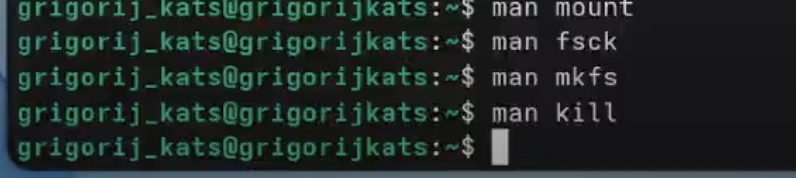 grigorij_kats@grigorijkats:~$ man mount
grigorij_kats@grigorijkats:~$ man fsck
grigorij_kats@grigorijkats:~$ man mkfs
grigorij_kats@grigorijkats:~$ man kill
grigorij_kats@grigorijkats:~$